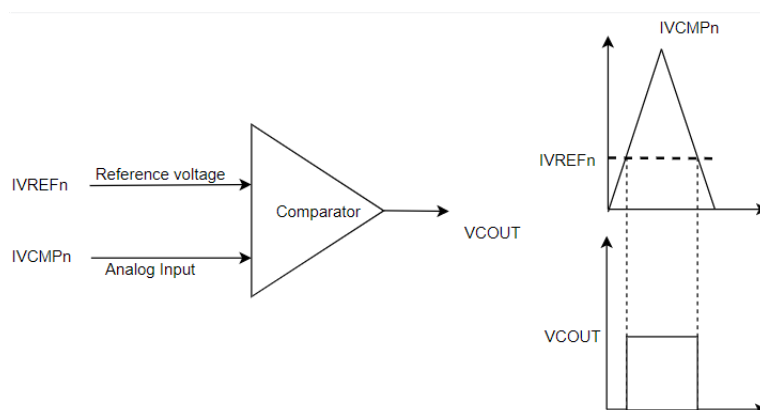 IVCMPn
IVREFn
Reference voltage
IVREFn
Comparator
VCOUT
IVCMPn
Analog Input
VCOUT